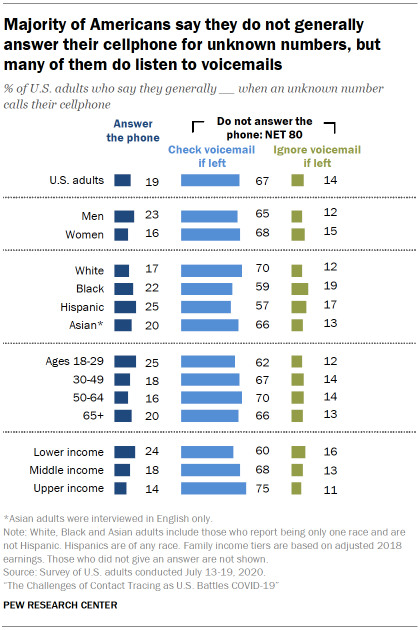 Majority of Americans say they do not generally
answer their cellphone for unknown numbers, but
many of them do listen to voicemails
% of U.S. adults who say they generally __ when an unknown number
calls their cellphone
Answer the phone
Do not answer the phone: NET 80
Check voicemail if left
Ignore voicemail if left
U.S. adults 19 67 14
Men 23 65 12
Women 16 68 15
White 17 70 12
Black 22 59 19
Hispanic 25 57 17
Asian* 20 66 13
Ages 18-29 25 62 12
30-49 18 67 14
50-64 16 70 14
65+ 20 66 13
Lower income 24 60 16
Middle income 18 68 13
Upper income 14 75 11
*Asian adults were interviewed in English only.
Note: White, Black and Asian adults include those who report being only one race and are
not Hispanic. Hispanics are of any race. Family income tiers are based on adjusted 2018
earnings. Those who did not give an answer are not shown.
Source: Survey of U.S. adults conducted July 13-19, 2020.
"The Challenges of Contact Tracing as U.S. Battles COVID-19"
PEW RESEARCH CENTER